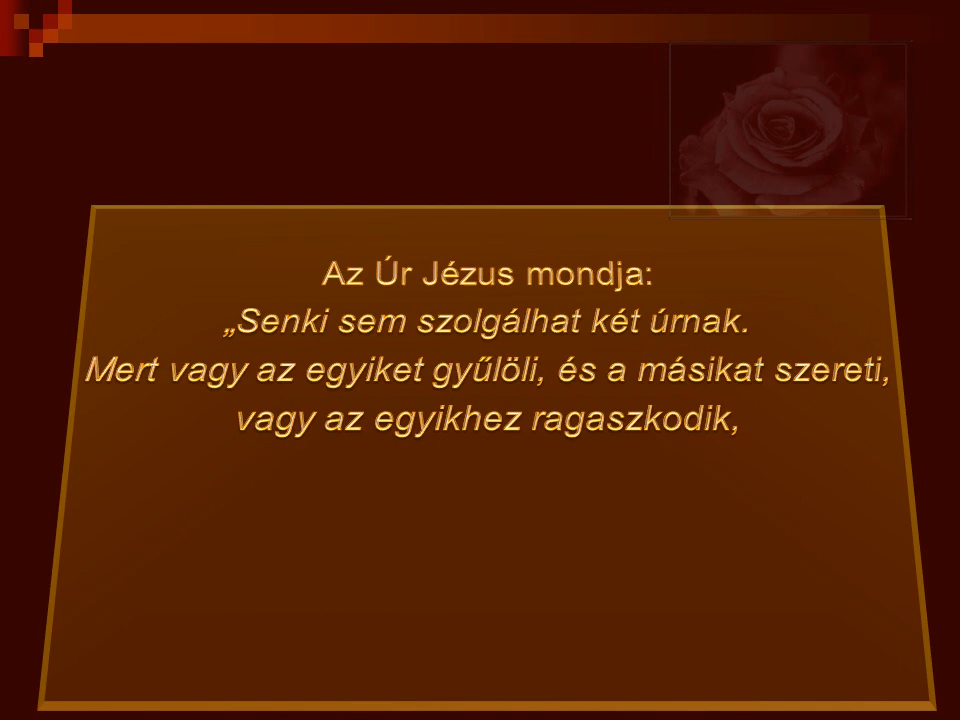 Az Úr Jézus mondja:
„Senki sem szolgálhat két úrnak.
Mert vagy az egyiket gyűlöli, és a másikat szereti,
vagy az egyikhez ragaszkodik,